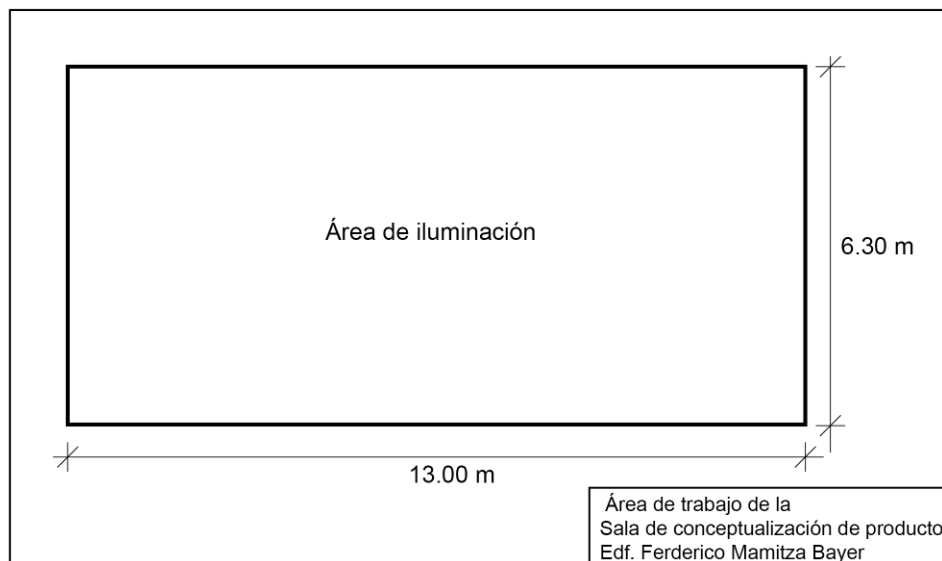 Área de iluminación
6.30 m
13.00 m
Área de trabajo de la
Sala de conceptualización de producto
Edf. Ferderico Mamitza Bayer